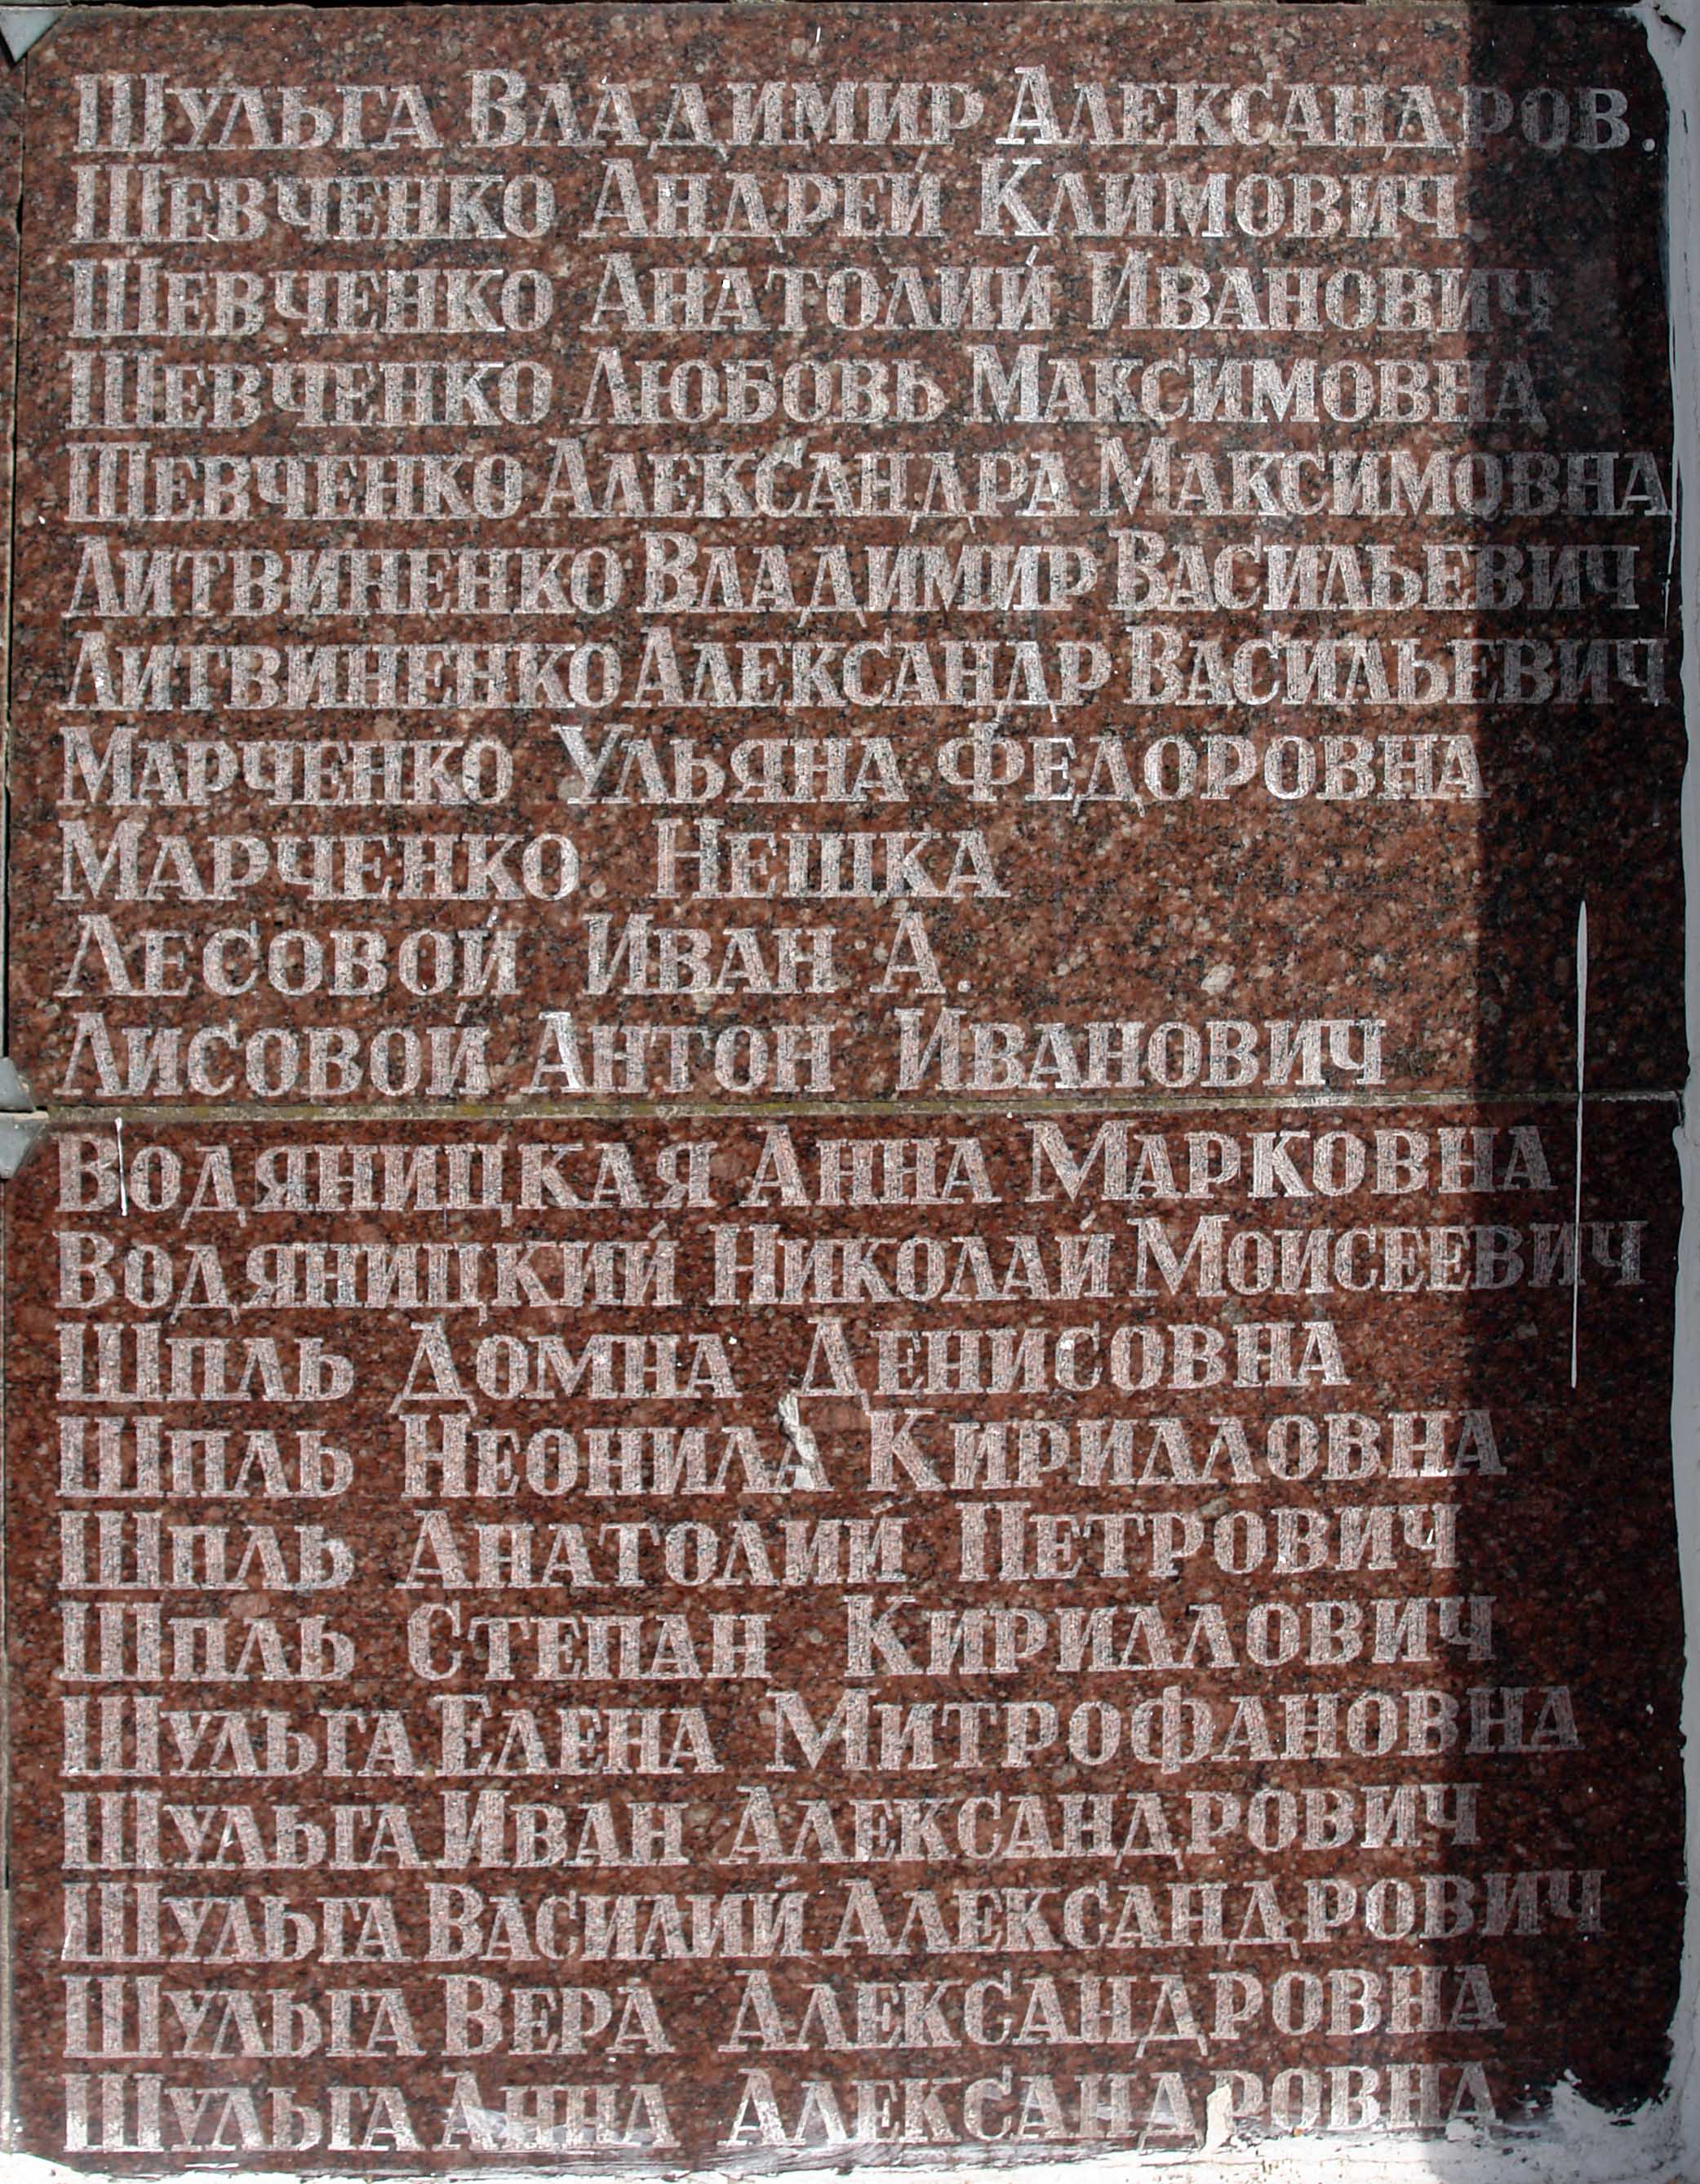 Шульга Владимир Александров.
Шевченко Андрей Климович
Шевченко Анатолий Иванович
Шевченко Любовь Максимовна
Шевченко Александра Максимовна
Литвиненко Владимир Васильевич
Литвиненко Александр Васильевич
Марченко Ульяна Федоровна
Марченко Нешка
Лесовой Иван А.
Лисовой Антон Иванович
Водяницкая Анна Марковна
Водяницкий Николай Моисеевич
Шпль Домна Денисовна
Шпль Неонила Кирилловна
Шпль Анатолий Петрович
Шпль Степан Кириллович
Шульга Елена Митрофановна
Шульга Иван Александрович
Шульга Василий Александрович
Шульга Вера Александровна
Шульга Анна Александровна